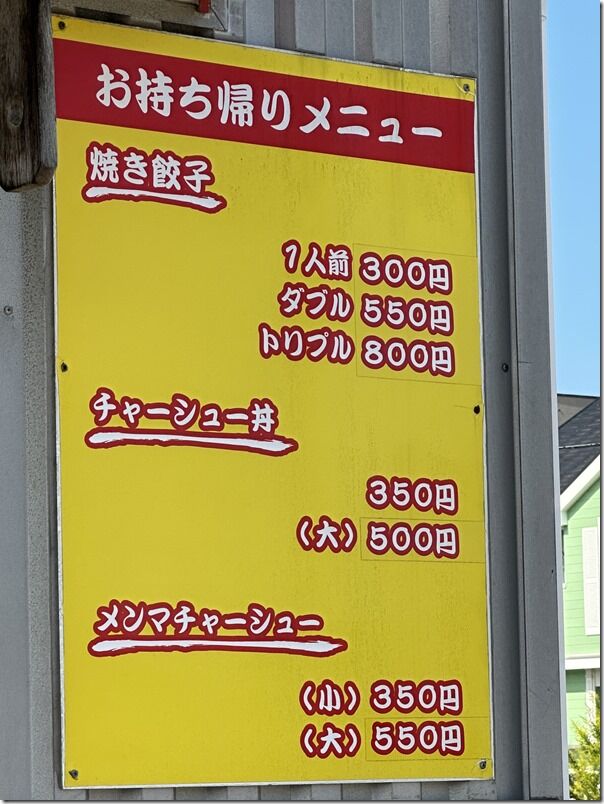 お持ち帰りメニュー
焼き餃子
1人前 300円
ダブル 550円
トリプル 800円
チャーシュー丼
350円
(大) 500円
メンマチャーシュー
(小) 350円
(大) 550円